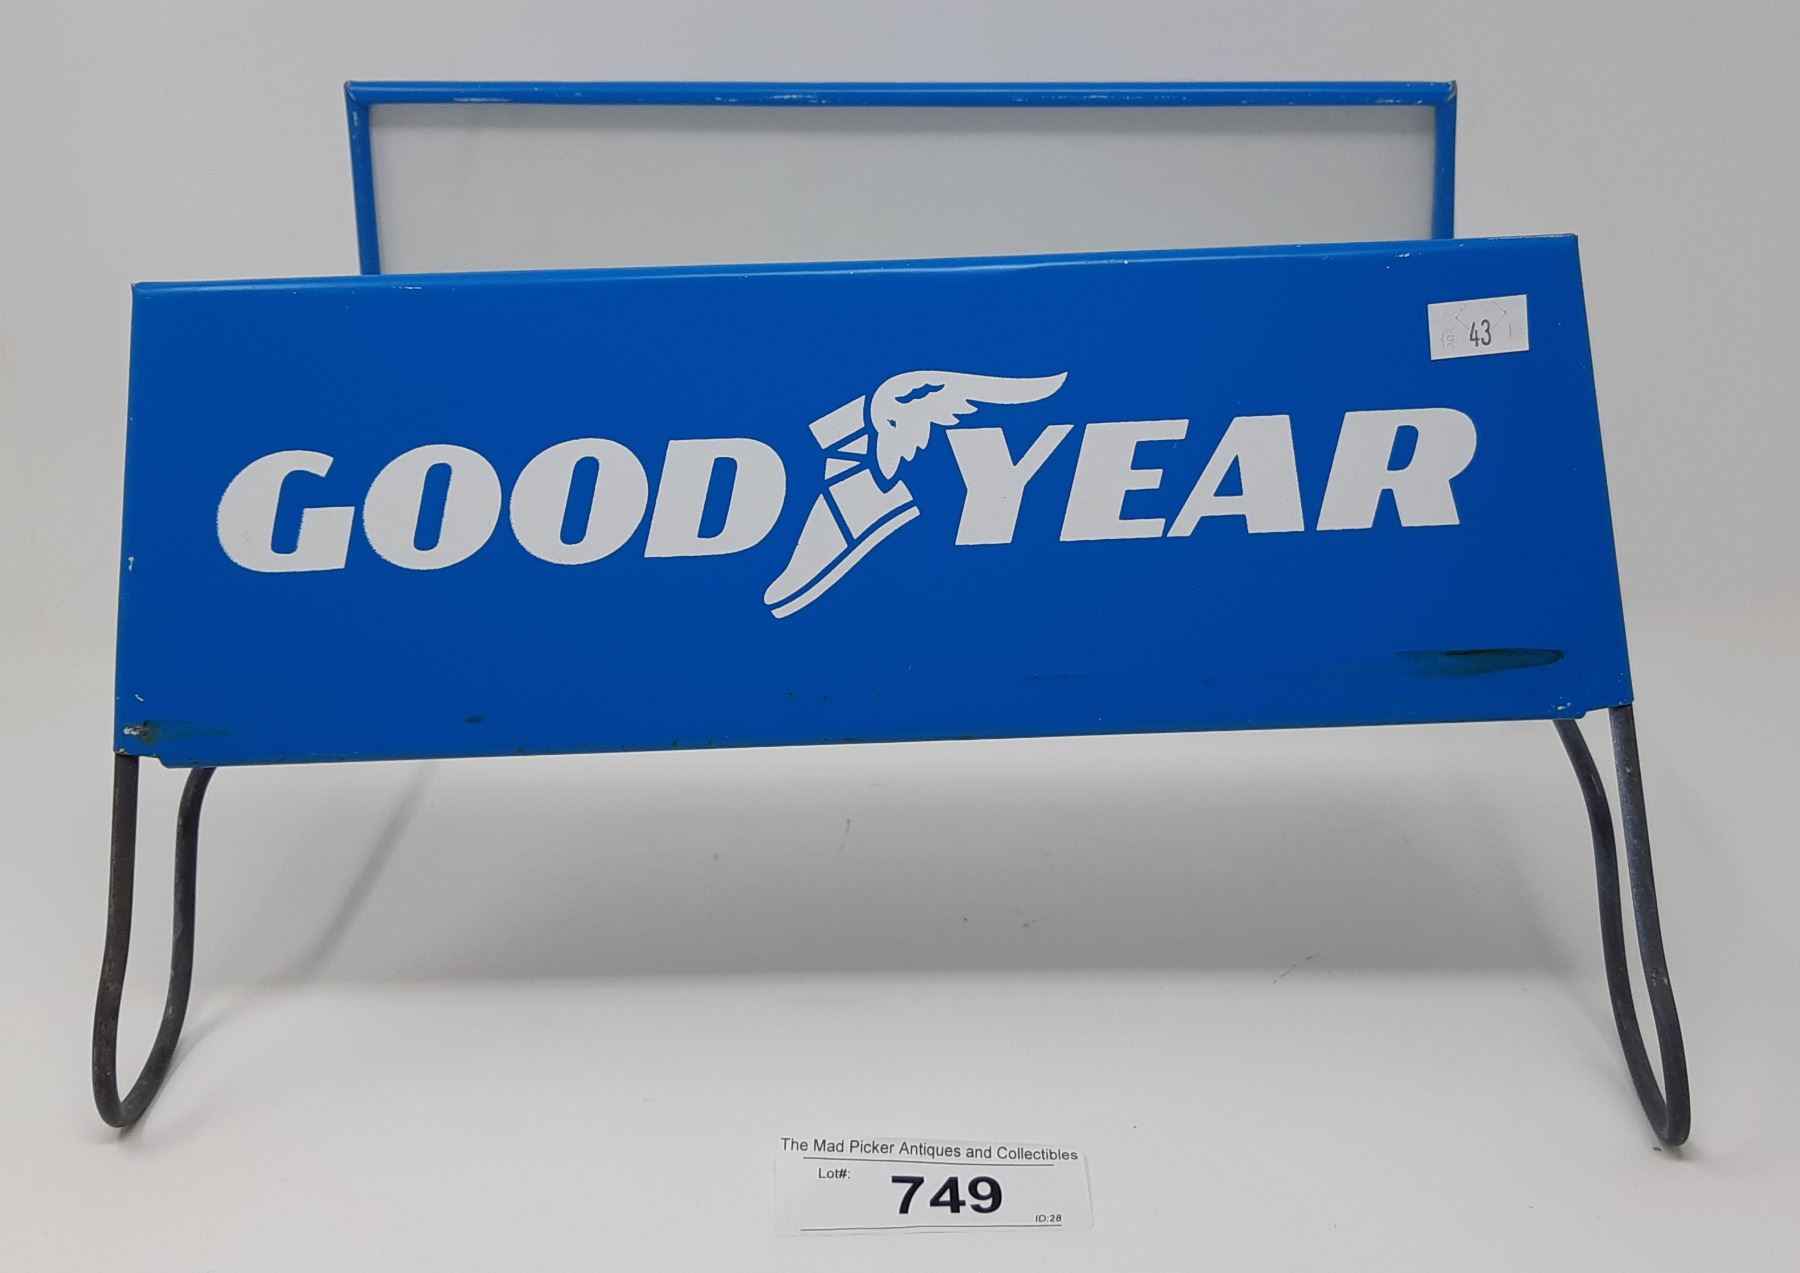 43
GOODYEAR
The Mad Picker Antiques and Collectibles
Lot#:
749
ID:28